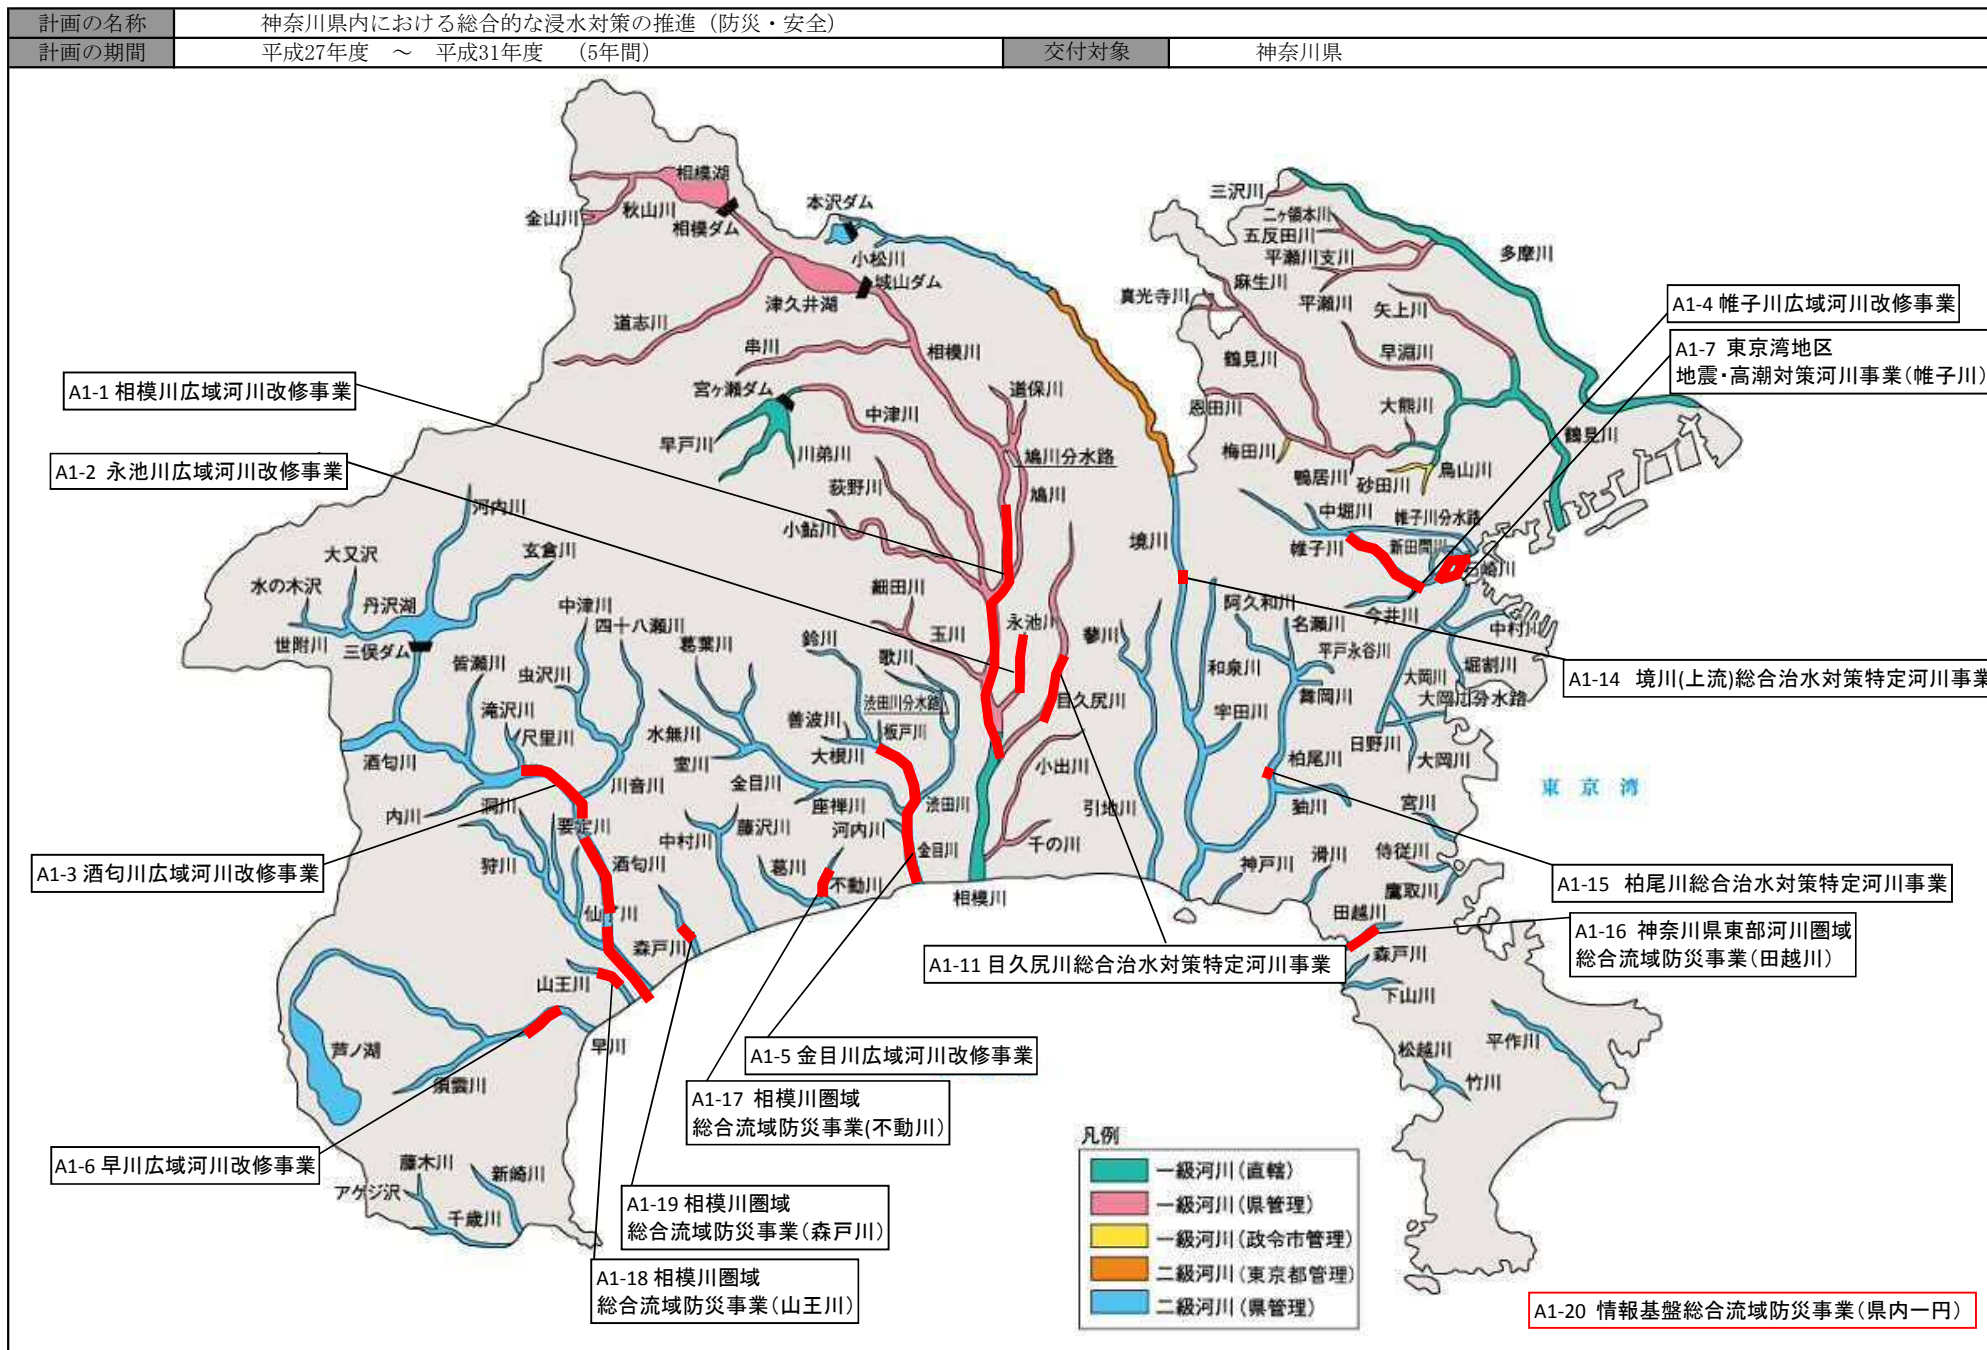 計画の名称
神奈川県内における総合的な浸水対策の推進（防災・安全）
計画の期間
平成27年度　～　平成31年度　（5年間）
交付対象
神奈川県
相模湖
金山川
秋山川
相模ダム
本沢ダム
小松川
城山ダム
津久井湖
道志川
串川
相模川
宮ヶ瀬ダム
中津川
道保川
早戸川
川弟川
鳩川分水路
荻野川
鳩川
小鮎川
三沢川
二ヶ領本川
五反田川
平瀬川支川
麻生川
真光寺川
平瀬川
矢上川
多摩川
鶴見川
早淵川
恩田川
大熊川
梅田川
鶴見川
鴨居川
砂田川
鳥山川
中堀川
帷子川分水路
境川
帷子川
新田間川
石崎川
今井川
中村川
A1-4 帷子川広域河川改修事業
A1-7 東京湾地区
地震・高潮対策河川事業（帷子川）
A1-1 相模川広域河川改修事業
A1-2 永池川広域河川改修事業
河内川
大又沢
玄倉川
水の木沢
丹沢湖
世附川
三保ダム
中津川
四十八瀬川
皆瀬川
虫沢川
葛葉川
鈴川
歌川
細田川
玉川
永池川
蓼川
阿久和川
名瀬川
平戸永谷川
和泉川
舞岡川
大岡川
堀割川
大岡川分水路
A1-14 境川(上流)総合治水対策特定河川事業
滝沢川
尺里川
水無川
室川
善波川
渋田川分水路
板戸川
大根川
目久尻川
宇田川
日野川
大岡川
酒匂川
川音川
金目川
座禅川
渋田川
小出川
引地川
柏尾川
独川
宮川
東京湾
内川
洞川
要定川
中村川
藤沢川
河内川
金目川
千の川
狩川
酒匂川
葛川
不動川
神戸川
滑川
侍従川
鷹取川
A1-3 酒匂川広域河川改修事業
A1-15 柏尾川総合治水対策特定河川事業
仙了川
森戸川
相模川
田越川
A1-16 神奈川県東部河川圏域
総合流域防災事業（田越川）
A1-11 目久尻川総合治水対策特定河川事業
森戸川
下山川
山王川
早川
芦ノ湖
須雲川
A1-5 金目川広域河川改修事業
松越川
平作川
竹川
A1-17 相模川圏域
総合流域防災事業(不動川)
A1-6 早川広域河川改修事業
藤木川
アケジ沢
新崎川
千歳川
A1-19 相模川圏域
総合流域防災事業（森戸川）
A1-18 相模川圏域
総合流域防災事業（山王川）
凡例
一級河川（直轄）
一級河川（県管理）
一級河川（政令市管理）
二級河川（東京都管理）
二級河川（県管理）
A1-20 情報基盤総合流域防災事業（県内一円）